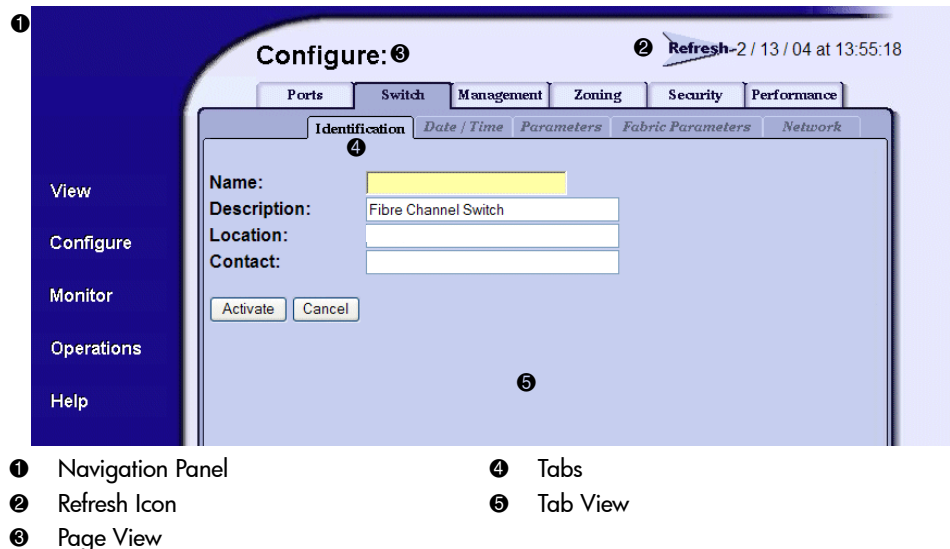 ❶
Configure: ❸
❷ Refresh-2 / 13 / 04 at 13:55:18
Ports Switch Management Zoning Security Performance
Identification Date / Time Parameters Fabric Parameters Network
❹
View
Configure
Monitor
Operations
Help
Name:
Description: Fibre Channel Switch
Location:
Contact:
Activate Cancel
❺
❶ Navigation Panel
❷ Refresh Icon
❸ Page View
❹ Tabs
❺ Tab View